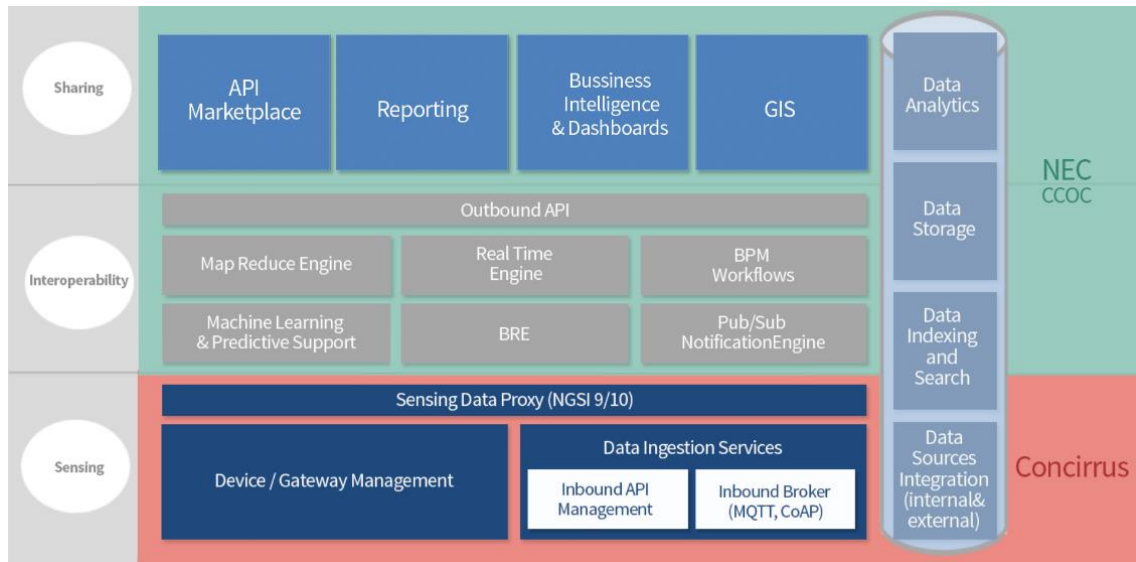 Sharing
API
Marketplace
Reporting
Bussiness
Intelligence
& Dashboards
GIS
Data
Analytics
NEC
CCOC
Interoperability
Outbound API
Map Reduce Engine
Real Time
Engine
BPM
Workflows
Data
Storage
Machine Learning
& Predictive Support
BRE
Pub/Sub
NotificationEngine
Data
Indexing
and
Search
Sensing
Sensing Data Proxy (NGSI 9/10)
Device / Gateway Management
Data Ingestion Services
Inbound API
Management
Inbound Broker
(MQTT, CoAP)
Data
Sources
Integration
(internal&
external)
Concirrus